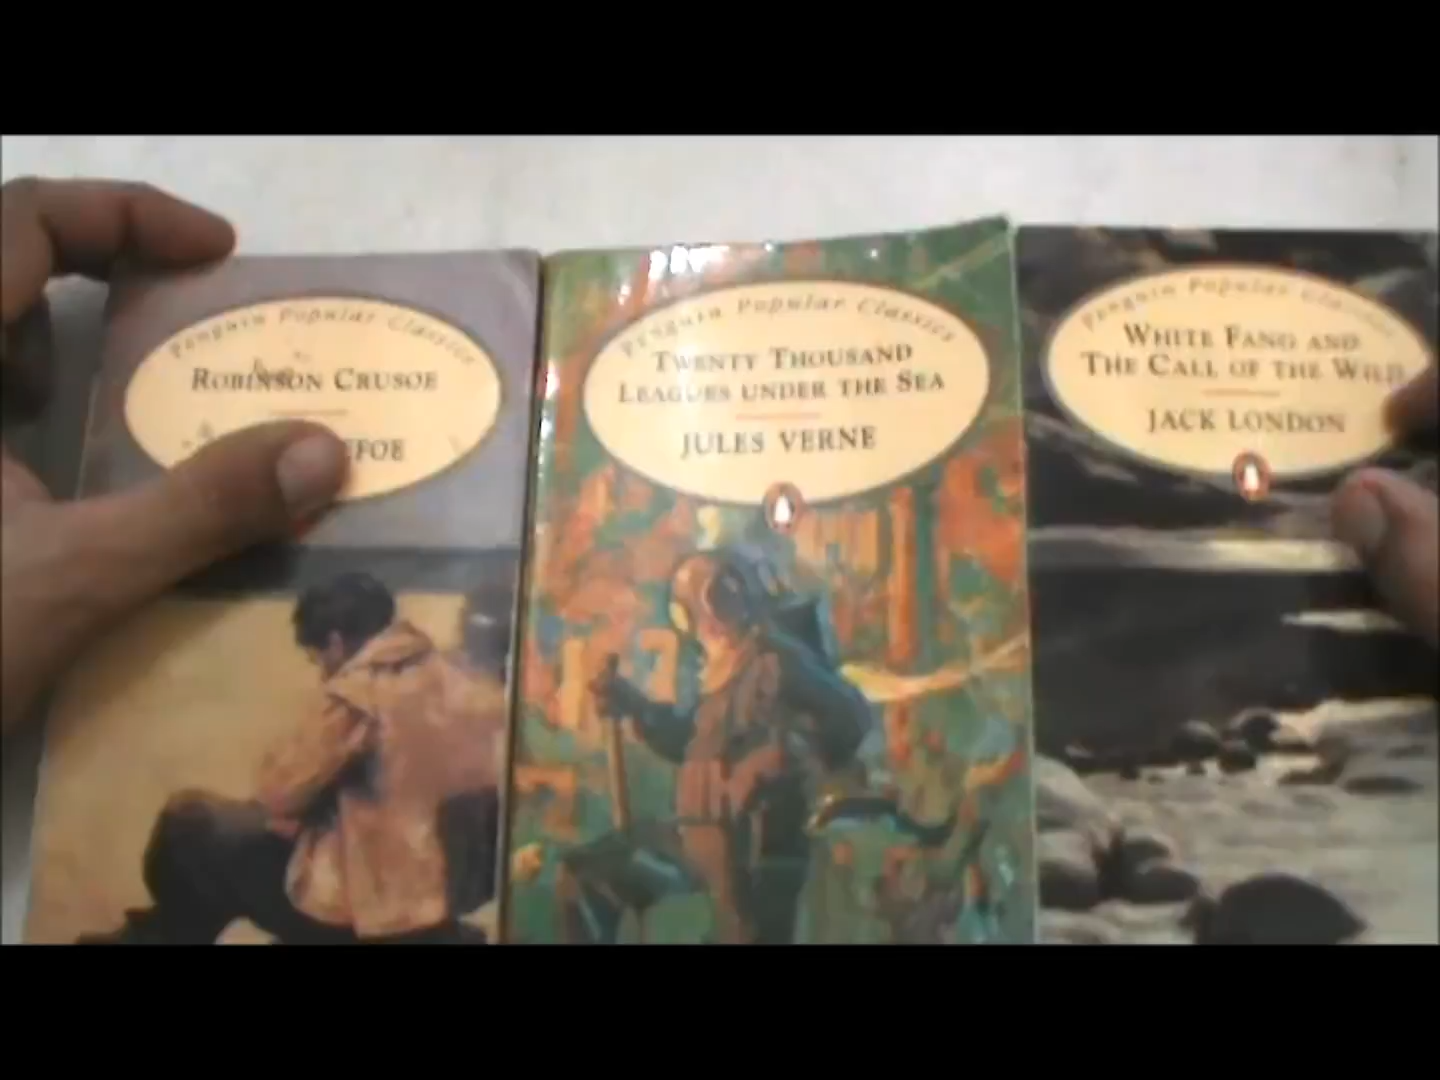 Penguin Popular Classics
ROBINSON CRUSOE
EFOE
Penguin Popular Classics
TWENTY THOUSAND
LEAGUES UNDER THE SEA
JULES VERNE
Penguin Popular Classics
WHITE FANG AND
THE CALL OF THE WILD
JACK LONDON